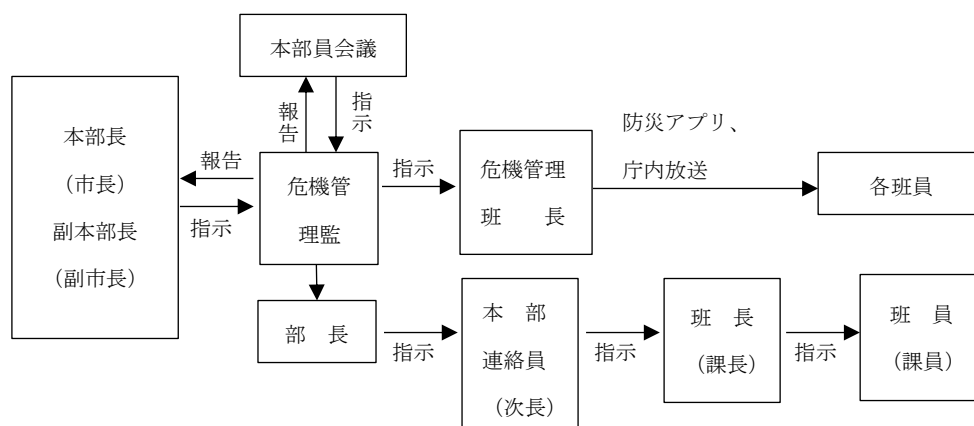 本部員会議
報告
指示
本部長
（市長）
副本部長
（副市長）
報告
指示
危機管
理監
指示
危機管理
班　　長
防災アプリ、
庁内放送
各班員
部　長
指示
本　部
連絡員
（次長）
指示
班　長
（課長）
指示
班　員
（課員）